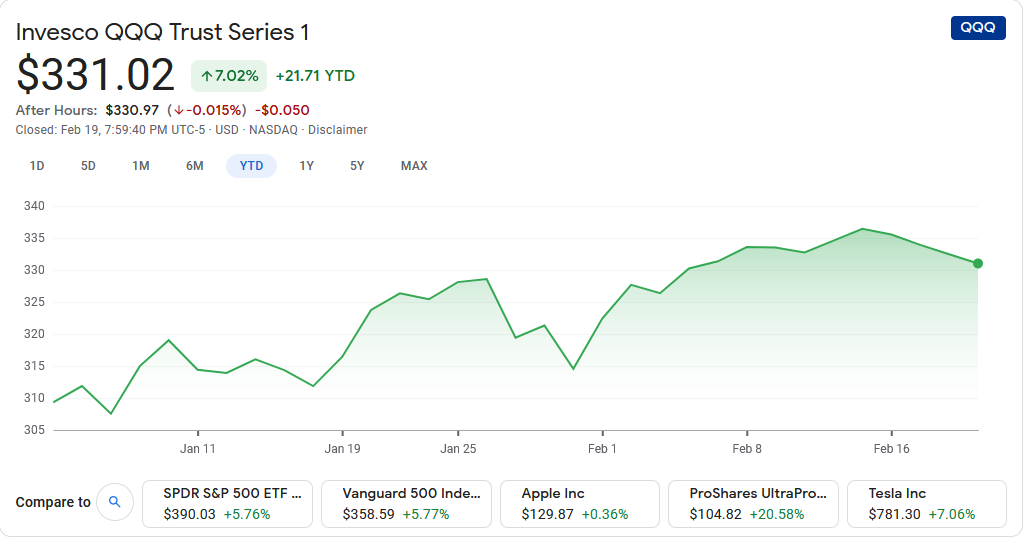 Invesco QQQ Trust Series 1
QQQ
$331.02 ↑7.02% +21.71 YTD
After Hours: $330.97 (↓-0.015%) -$0.050
Closed: Feb 19, 7:59:40 PM UTC-5 · USD · NASDAQ · Disclaimer
1D 5D 1M 6M YTD 1Y 5Y MAX
340
335
330
325
320
315
310
305
Jan 11 Jan 19 Jan 25 Feb 1 Feb 8 Feb 16
Compare to
SPDR S&P 500 ETF ...
$390.03 +5.76%
Vanguard 500 Inde...
$358.59 +5.77%
Apple Inc
$129.87 +0.36%
ProShares UltraPro...
$104.82 +20.58%
Tesla Inc
$781.30 +7.06%